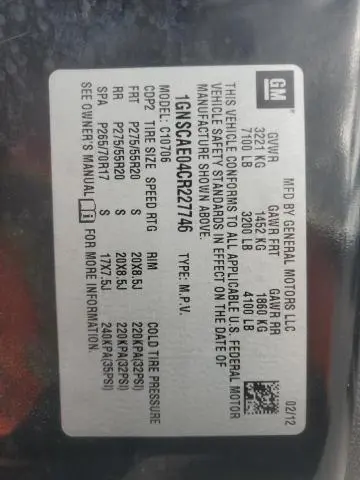 GM
MFD BY GENERAL MOTORS LLC 02/12
GVWR GAWR FRT GAWR RR
3221 KG 1452 KG 1860 KG
7100 LB 3200 LB 4100 LB
THIS VEHICLE CONFORMS TO ALL APPLICABLE U.S. FEDERAL MOTOR
VEHICLE SAFETY STANDARDS IN EFFECT ON THE DATE OF
MANUFACTURE SHOWN ABOVE.
1GNSCAE04CR227746 TYPE: M.P.V.
MODEL: C10706
CDP2 TIRE SIZE SPEED RTG RIM COLD TIRE PRESSURE
FRT P275/55R20 S 20X8.5J 220KPA(32PSI)
RR P275/55R20 S 20X8.5J 220KPA(32PSI)
SPA P265/70R17 S 17X7.5J 240KPA(35PSI)
SEE OWNER'S MANUAL FOR MORE INFORMATION.